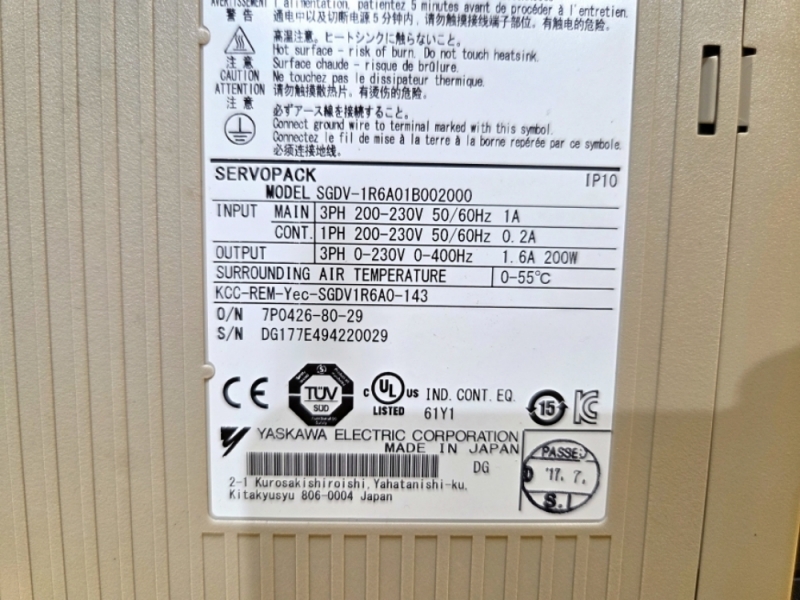 l'alimentation, patientez 5 minutes avant de procéder à l'entretien.
警告 通电中以及切断电源5分钟内, 请勿触摸接线端子部位, 有触电的危险。
高温注意。ヒートシンクに触らないこと。
注意 Hot surface - risk of burn. Do not touch heatsink.
CAUTION Surface chaude - risque de brûlure.
ATTENTION Ne touchez pas le dissipateur thermique.
注意 请勿触摸散热片, 有烫伤的危险。
必ずアース線を接続すること。
Connect ground wire to terminal marked with this symbol.
Connectez le fil de mise à la terre à la borne repérée par ce symbole.
必须连接地线。
SERVOPACK IP10
MODEL SGDV-1R6A01B002000
INPUT MAIN 3PH 200-230V 50/60Hz 1A
CONT. 1PH 200-230V 50/60Hz 0.2A
OUTPUT 3PH 0-230V 0-400Hz 1.6A 200W
SURROUNDING AIR TEMPERATURE 0-55℃
KCC-REM-Yec-SGDV1R6A0-143
O/N 7P0426-80-29
S/N DG177E494220029
CE TÜV SÜD c UL US LISTED IND. CONT. EQ. 61Y1 15
YASKAWA ELECTRIC CORPORATION
MADE IN JAPAN
DG
2-1 Kurosakishiroishi, Yahatanishi-ku,
Kitakyusyu 806-0004 Japan
PASSED
'17. 7.
S.